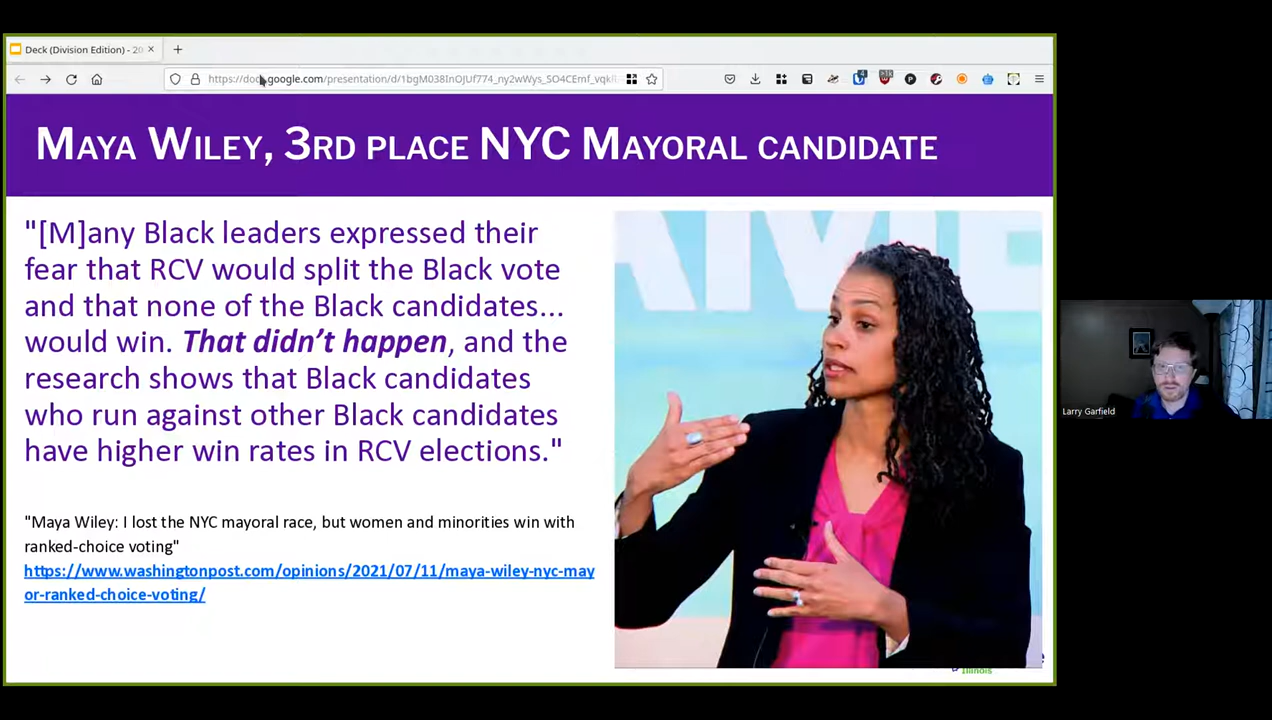 Deck (Division Edition) - 20
https://docs.google.com/presentation/d/1bgM038InOJUf774_ny2wWys_SO4CEmf_vqk
MAYA WILEY, 3RD PLACE NYC MAYORAL CANDIDATE
"[M]any Black leaders expressed their
fear that RCV would split the Black vote
and that none of the Black candidates...
would win. That didn’t happen, and the
research shows that Black candidates
who run against other Black candidates
have higher win rates in RCV elections."
"Maya Wiley: I lost the NYC mayoral race, but women and minorities win with
ranked-choice voting"
https://www.washingtonpost.com/opinions/2021/07/11/maya-wiley-nyc-may
or-ranked-choice-voting/
Illinois
Larry Garfield